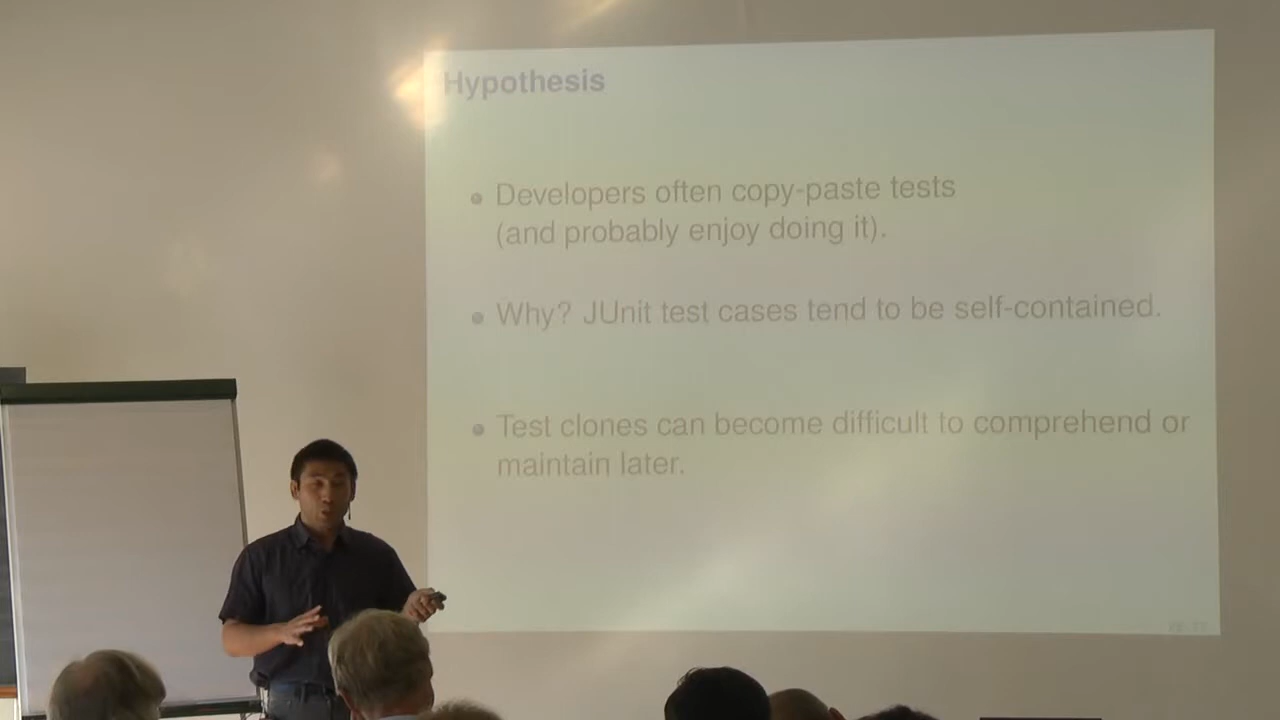 Hypothesis
Developers often copy-paste tests
(and probably enjoy doing it).
Why? JUnit test cases tend to be self-contained.
Test clones can become difficult to comprehend or
maintain later.